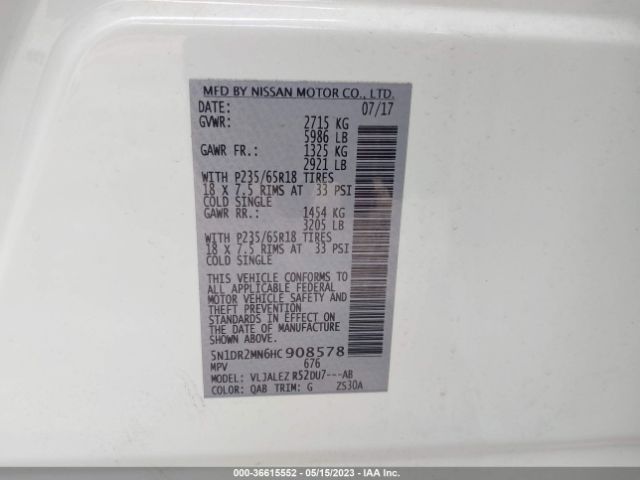 MFD BY NISSAN MOTOR CO., LTD.
DATE: 07/17
GVWR: 2715 KG
5986 LB
GAWR FR.: 1325 KG
2921 LB
WITH P235/65R18 TIRES
18 X 7.5 RIMS AT 33 PSI
COLD SINGLE
GAWR RR.: 1454 KG
3205 LB
WITH P235/65R18 TIRES
18 X 7.5 RIMS AT 33 PSI
COLD SINGLE
THIS VEHICLE CONFORMS TO
ALL APPLICABLE FEDERAL
MOTOR VEHICLE SAFETY AND
THEFT PREVENTION
STANDARDS IN EFFECT ON
THE DATE OF MANUFACTURE
SHOWN ABOVE.
5N1DR2MN6HC908578
MPV 676
MODEL: VLJALEZ R52DU7---AB
COLOR: QAB TRIM: G ZS30A
000-36615552 - 05/15/2023 - IAA Inc.